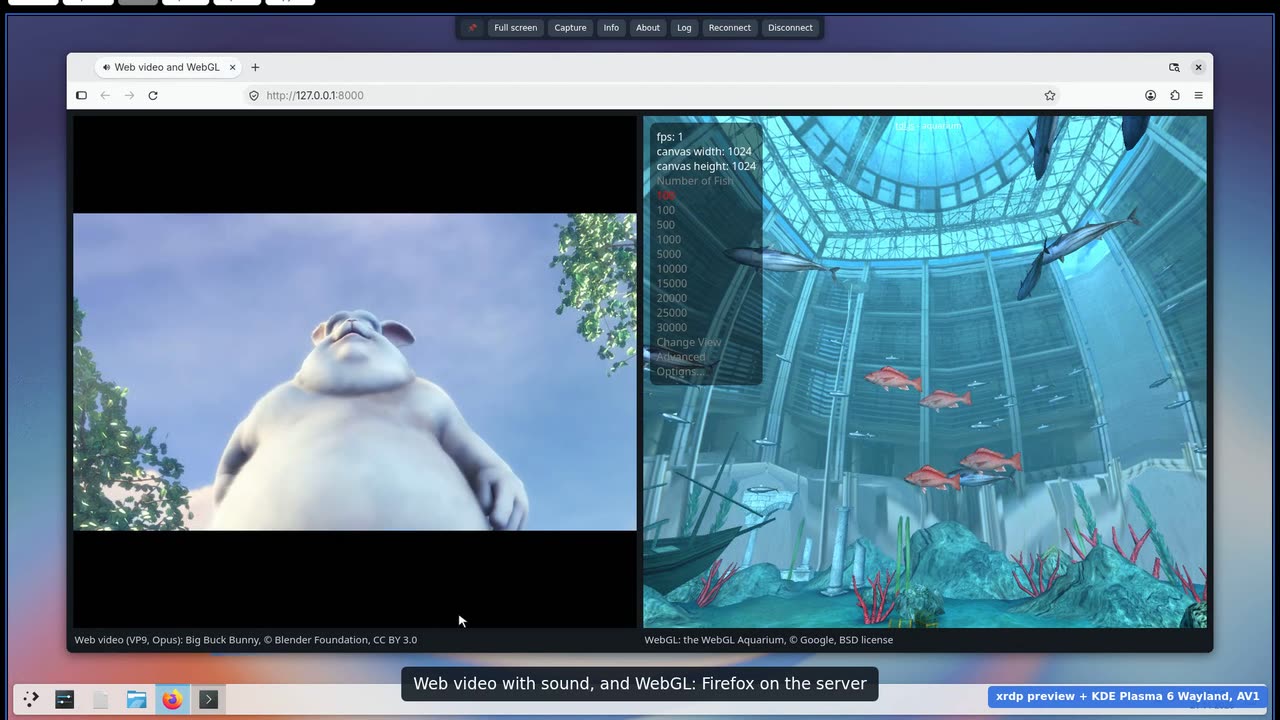 Full screen
Capture
Info
About
Log
Reconnect
Disconnect
Web video and WebGL
http://127.0.0.1:8000
fps: 1
canvas width: 1024
canvas height: 1024
Number of Fish
100
500
1000
5000
10000
15000
20000
25000
30000
Change View
Advanced
Options...
Web video (VP9, Opus): Big Buck Bunny, © Blender Foundation, CC BY 3.0
WebGL: the WebGL Aquarium, © Google, BSD license
Web video with sound, and WebGL: Firefox on the server
xrdp preview + KDE Plasma 6 Wayland, AV1